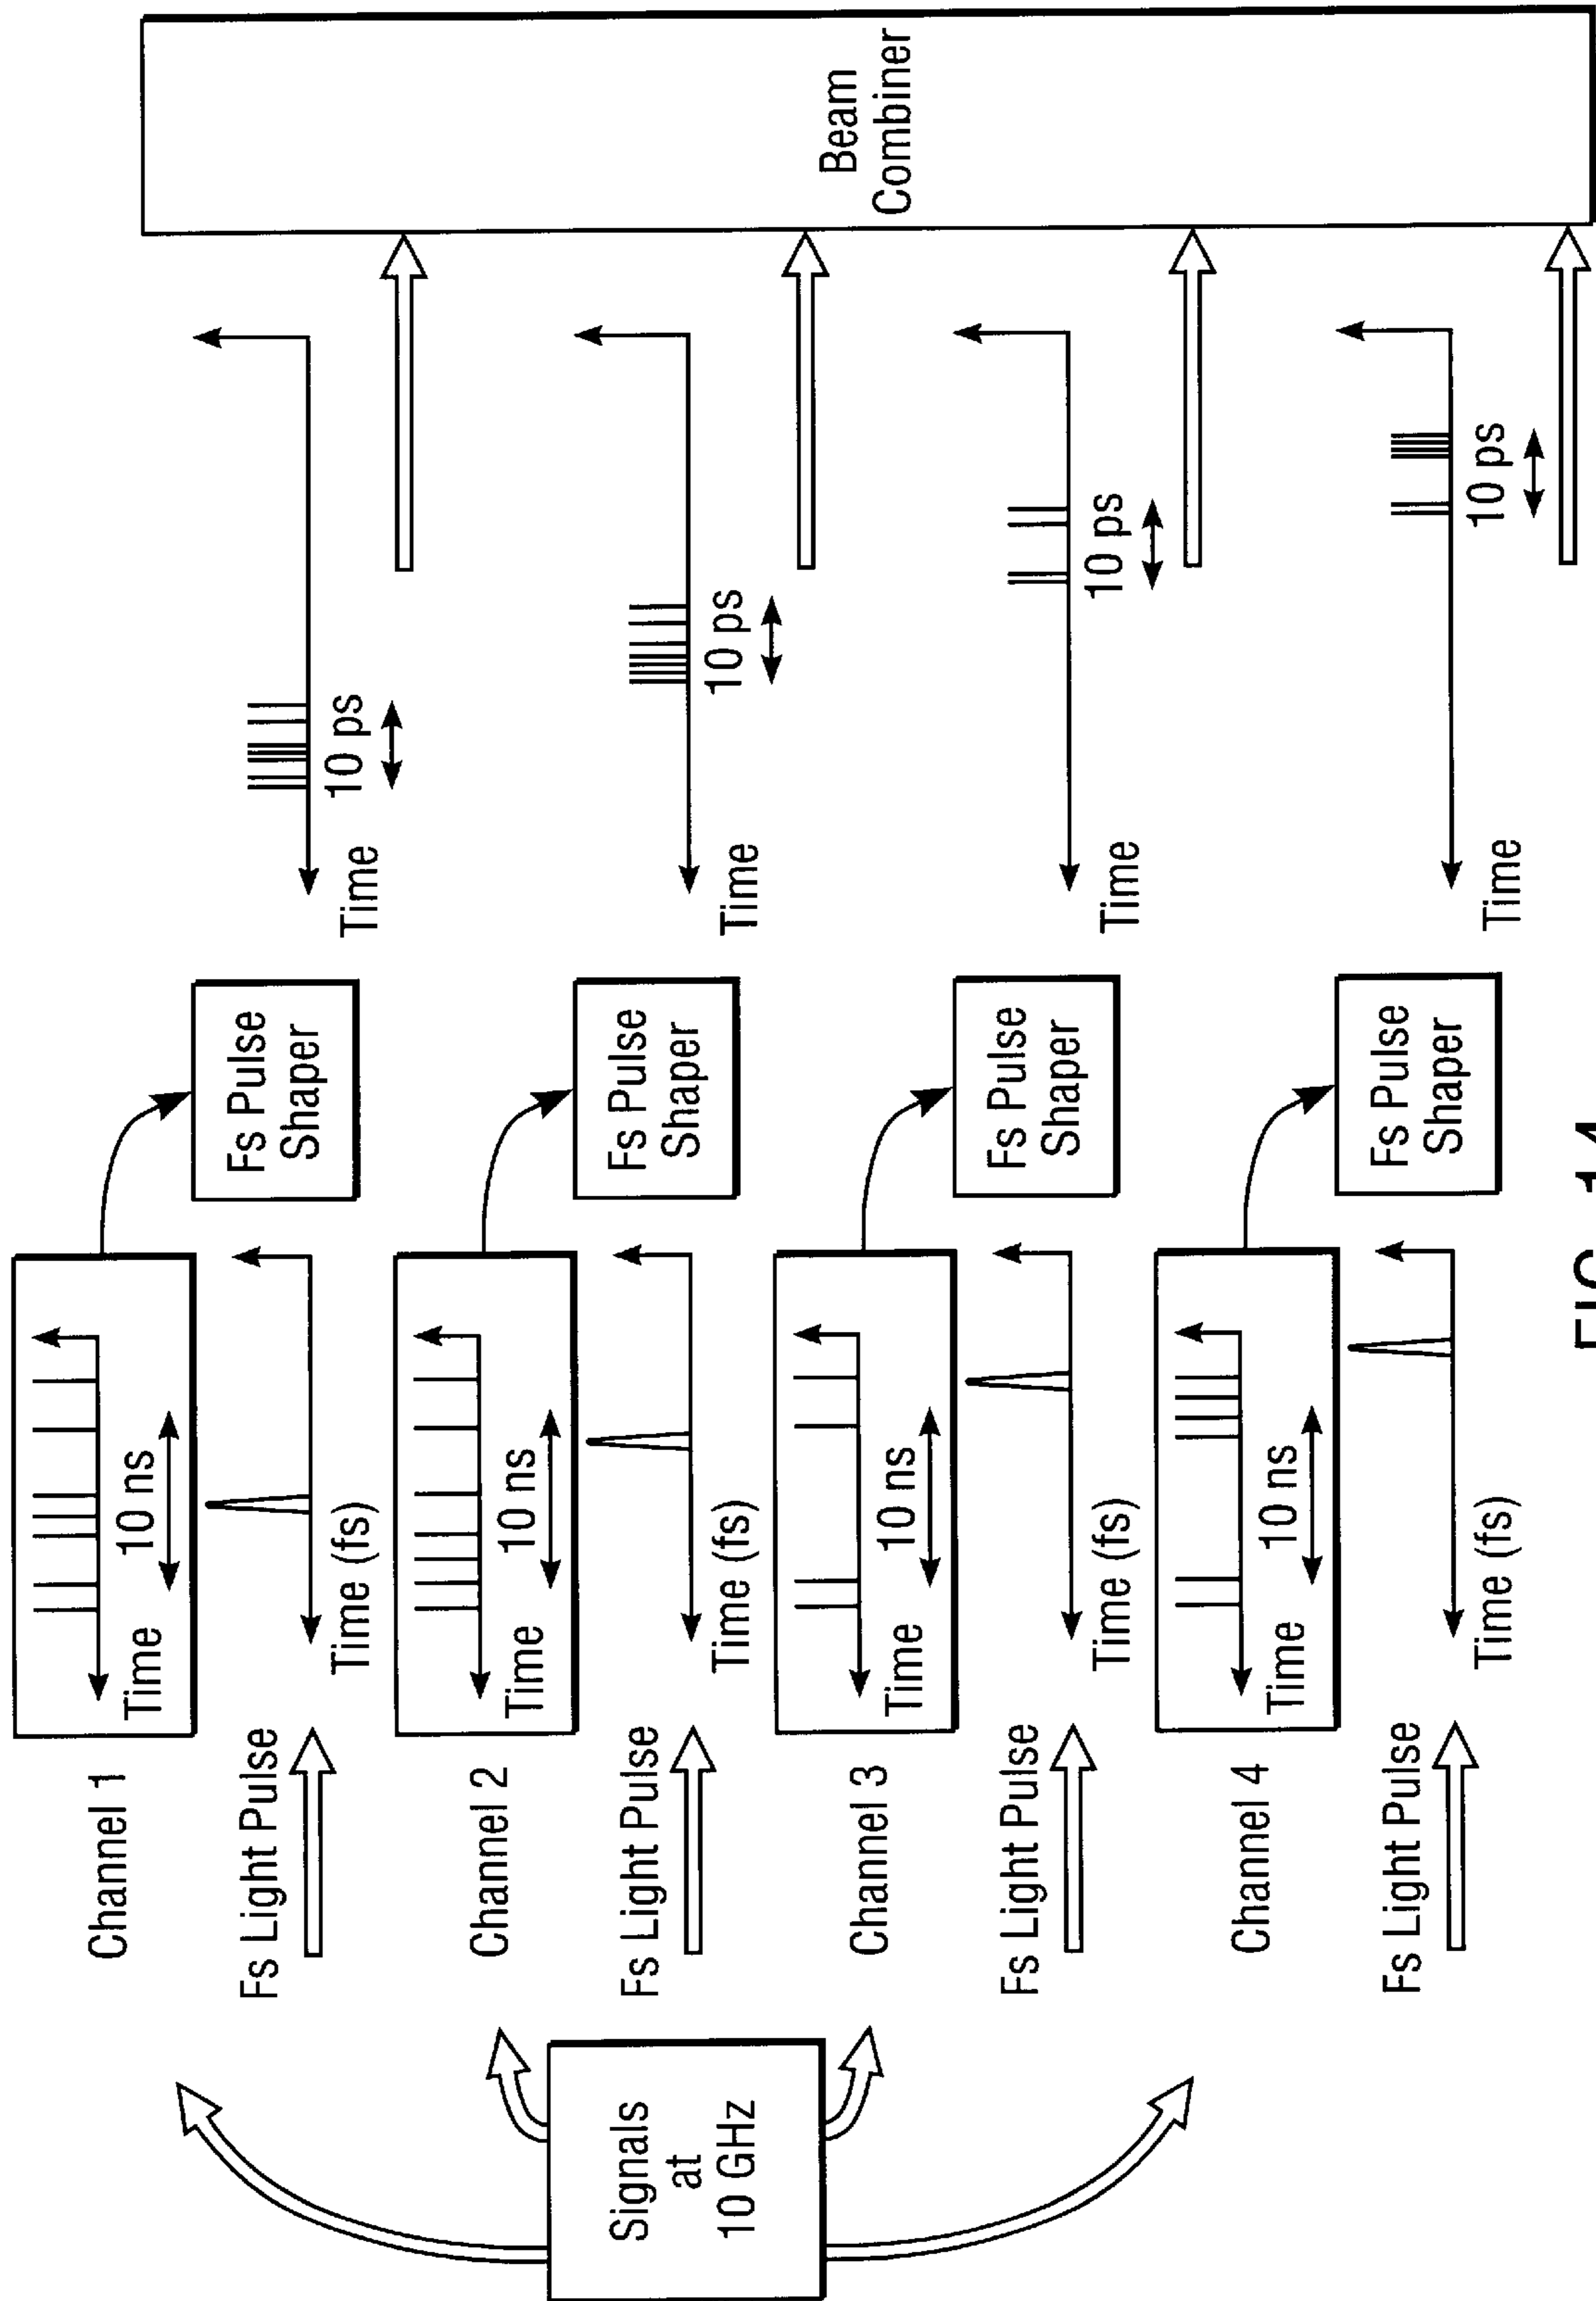 Signals
at
10 GHz
Channel 1
Time
10 ns
Fs Light Pulse
Time (fs)
Fs Pulse
Shaper
Time
10 ps
Channel 2
Time
10 ns
Fs Light Pulse
Time (fs)
Fs Pulse
Shaper
Time
10 ps
Channel 3
Time
10 ns
Fs Light Pulse
Time (fs)
Fs Pulse
Shaper
Time
10 ps
Channel 4
Time
10 ns
Fs Light Pulse
Time (fs)
Fs Pulse
Shaper
Time
10 ps
Beam
Combiner